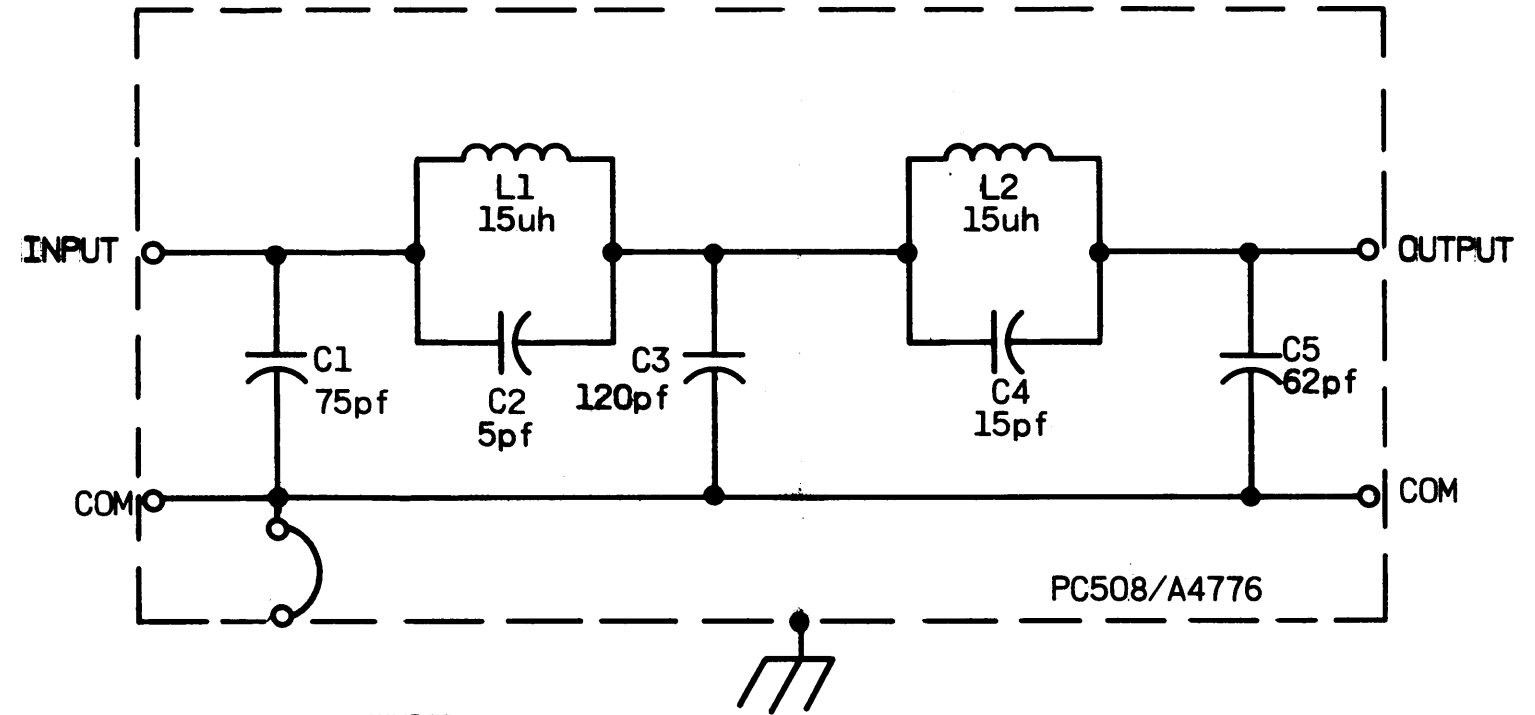 L1
15uh
L2
15uh
INPUT
OUTPUT
C1
75pf
C2
5pf
C3
120pf
C4
15pf
C5
62pf
COM
COM
PC508/A4776